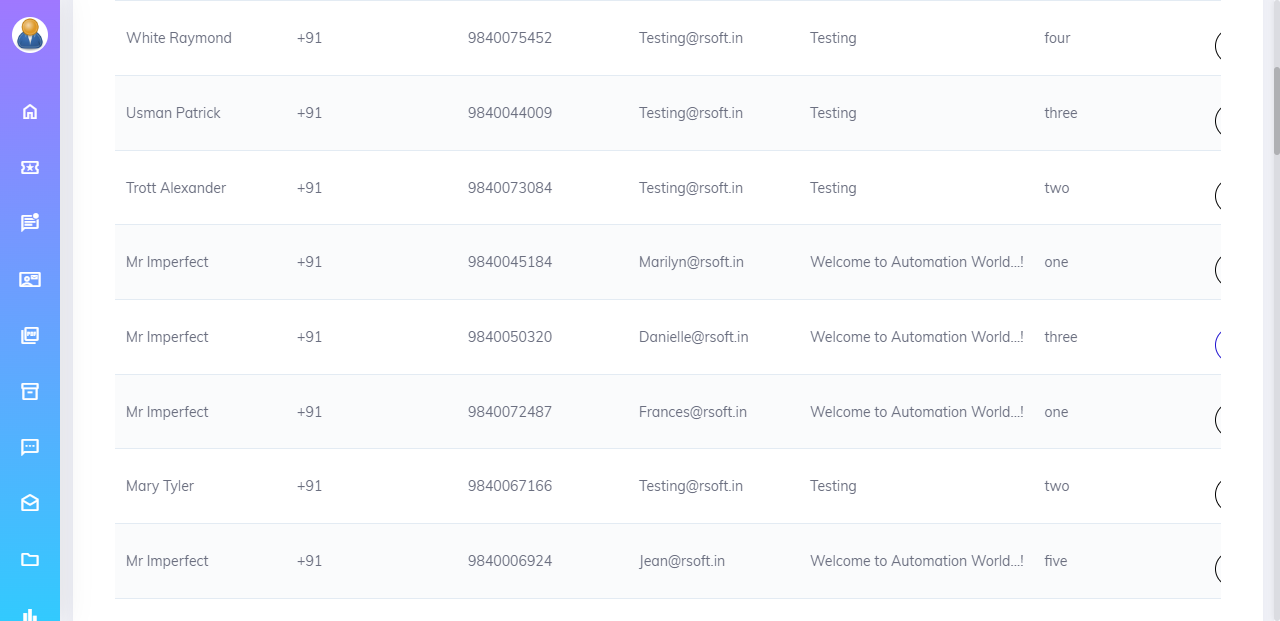 White Raymond +91 9840075452 Testing@rsoft.in Testing four
Usman Patrick +91 9840044009 Testing@rsoft.in Testing three
Trott Alexander +91 9840073084 Testing@rsoft.in Testing two
Mr Imperfect +91 9840045184 Marilyn@rsoft.in Welcome to Automation World...! one
Mr Imperfect +91 9840050320 Danielle@rsoft.in Welcome to Automation World...! three
Mr Imperfect +91 9840072487 Frances@rsoft.in Welcome to Automation World...! one
Mary Tyler +91 9840067166 Testing@rsoft.in Testing two
Mr Imperfect +91 9840006924 Jean@rsoft.in Welcome to Automation World...! five